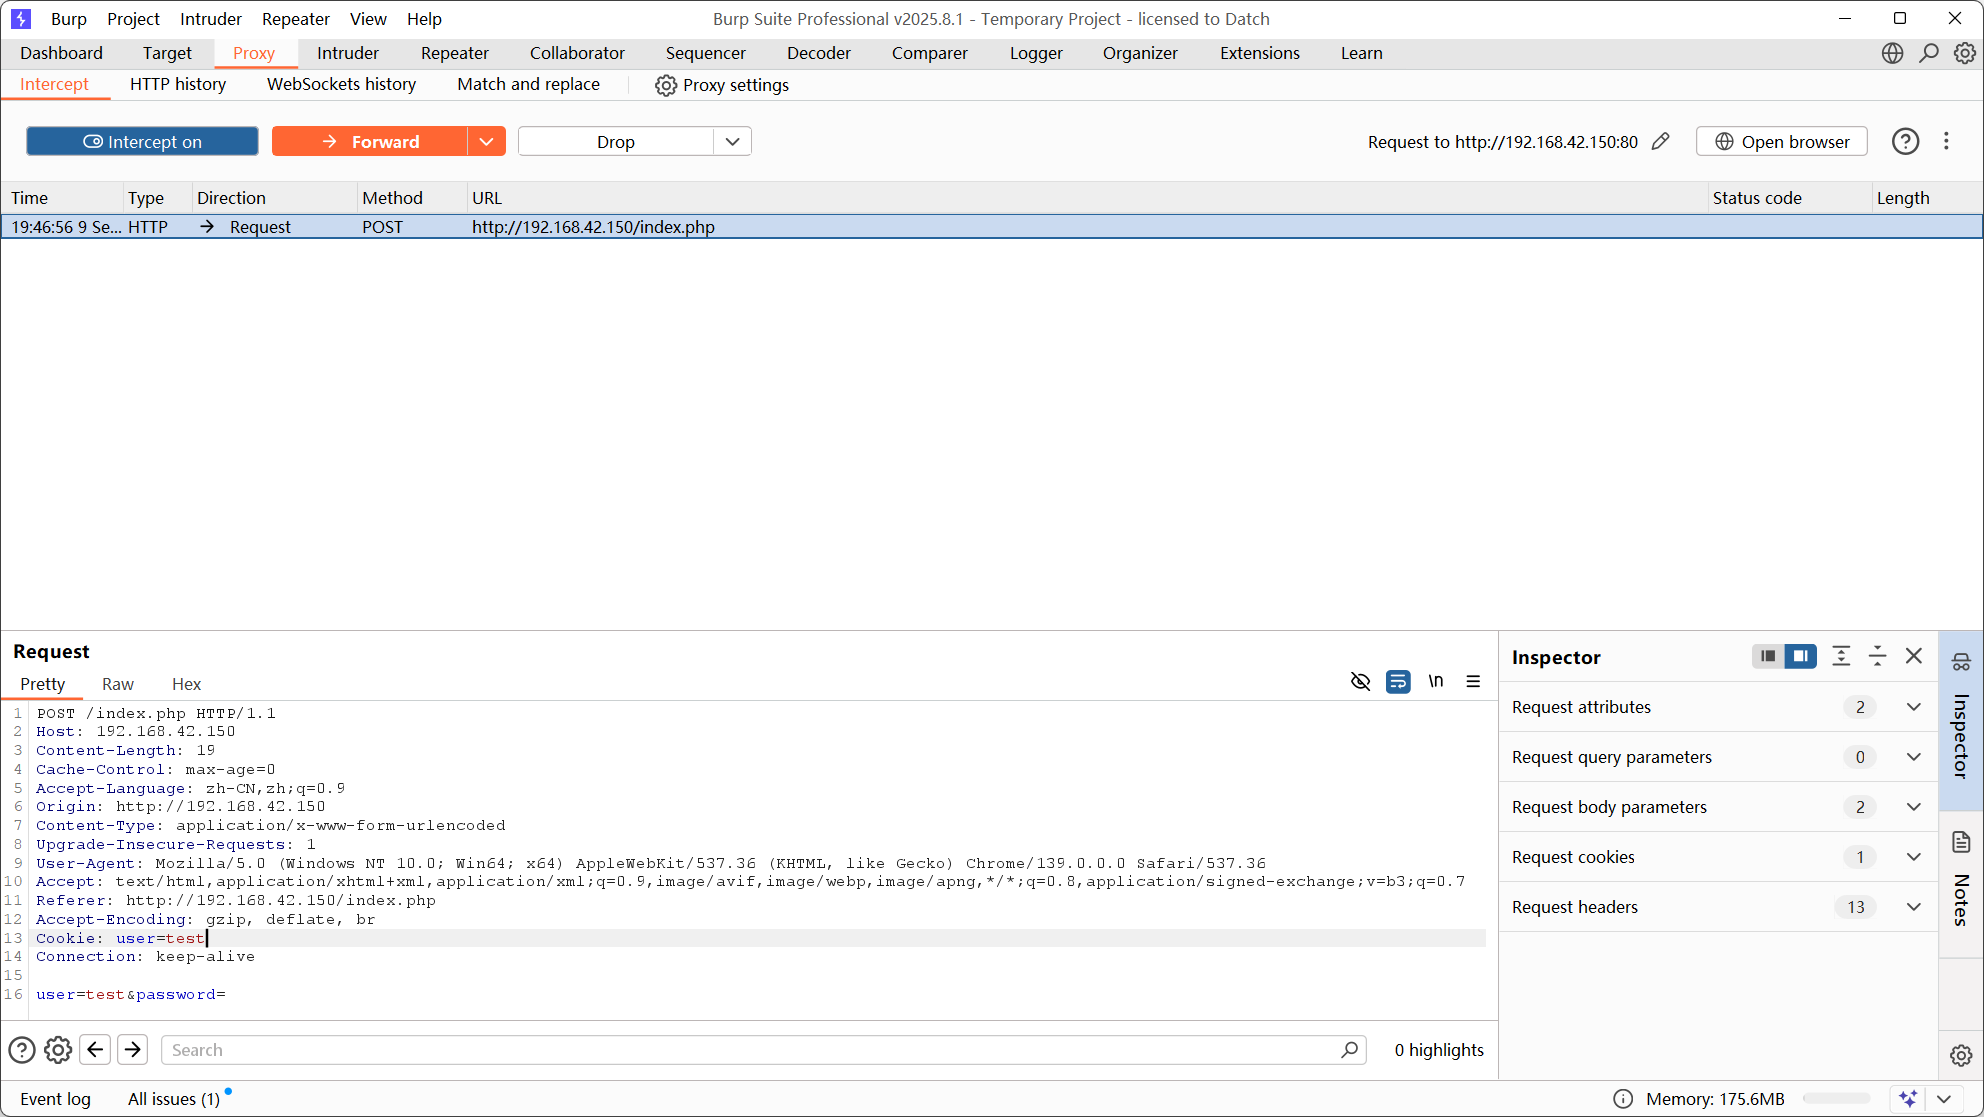 Burp Project Intruder Repeater View Help Burp Suite Professional v2025.8.1 - Temporary Project - licensed to Datch
Dashboard Target Proxy Intruder Repeater Collaborator Sequencer Decoder Comparer Logger Organizer Extensions Learn
Intercept HTTP history WebSockets history Match and replace Proxy settings
Intercept on Forward Drop Request to http://192.168.42.150:80 Open browser
Time Type Direction Method URL Status code Length
19:46:56 9 Se... HTTP → Request POST http://192.168.42.150/index.php
Request
Pretty Raw Hex \n
1 POST /index.php HTTP/1.1
2 Host: 192.168.42.150
3 Content-Length: 19
4 Cache-Control: max-age=0
5 Accept-Language: zh-CN,zh;q=0.9
6 Origin: http://192.168.42.150
7 Content-Type: application/x-www-form-urlencoded
8 Upgrade-Insecure-Requests: 1
9 User-Agent: Mozilla/5.0 (Windows NT 10.0; Win64; x64) AppleWebKit/537.36 (KHTML, like Gecko) Chrome/139.0.0.0 Safari/537.36
10 Accept: text/html,application/xhtml+xml,application/xml;q=0.9,image/avif,image/webp,image/apng,*/*;q=0.8,application/signed-exchange;v=b3;q=0.7
11 Referer: http://192.168.42.150/index.php
12 Accept-Encoding: gzip, deflate, br
13 Cookie: user=test
14 Connection: keep-alive
15
16 user=test&password=
Search 0 highlights
Inspector
Request attributes 2
Request query parameters 0
Request body parameters 2
Request cookies 1
Request headers 13
Inspector
Notes
Event log All issues (1) Memory: 175.6MB